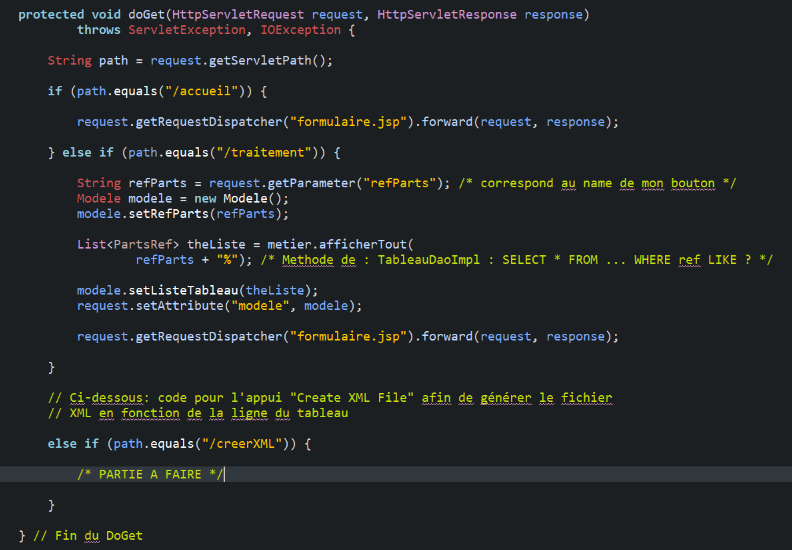 protected void doGet(HttpServletRequest request, HttpServletResponse response)
throws ServletException, IOException {
String path = request.getServletPath();
if (path.equals("/accueil")) {
request.getRequestDispatcher("formulaire.jsp").forward(request, response);
} else if (path.equals("/traitement")) {
String refParts = request.getParameter("refParts"); /* correspond au name de mon bouton */
Modele modele = new Modele();
modele.setRefParts(refParts);
List<PartsRef> theListe = metier.afficherTout(
refParts + "%"); /* Methode de : TableauDaoImpl : SELECT * FROM ... WHERE ref LIKE ? */
modele.setListeTableau(theListe);
request.setAttribute("modele", modele);
request.getRequestDispatcher("formulaire.jsp").forward(request, response);
}
// Ci-dessous: code pour l'appui "Create XML File" afin de générer le fichier
// XML en fonction de la ligne du tableau
else if (path.equals("/creerXML")) {
/* PARTIE A FAIRE */
}
} // Fin du DoGet